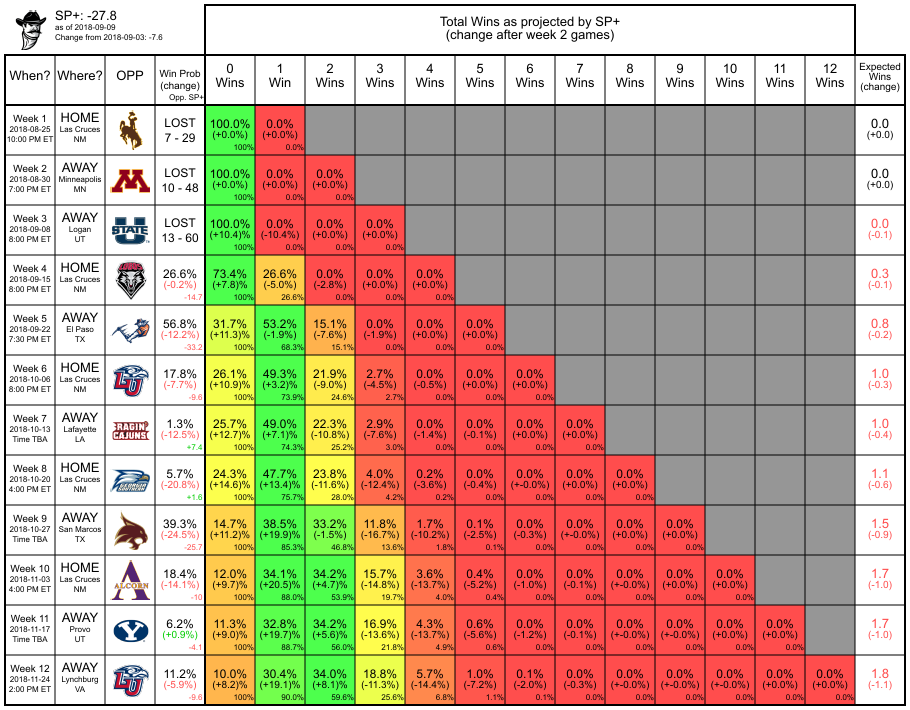 SP+: -27.8
as of 2018-09-09
Change from 2018-09-03: -7.6
Total Wins as projected by SP+
(change after week 2 games)
When? Where? OPP Win Prob (change) Opp. SP+ 0 Wins 1 Win 2 Wins 3 Wins 4 Wins 5 Wins 6 Wins 7 Wins 8 Wins 9 Wins 10 Wins 11 Wins 12 Wins Expected Wins (change)
Week 1 HOME LOST 100.0% 0.0% 0.0
2018-08-25 Las Cruces 7 - 29 (+0.0%) (+0.0%) (+0.0)
10:00 PM ET NM 100% 0.0%
Week 2 AWAY M LOST 100.0% 0.0% 0.0% 0.0
2018-08-30 Minneapolis 10 - 48 (+0.0%) (+0.0%) (+0.0%) (+0.0)
7:00 PM ET MN 100% 0.0% 0.0%
Week 3 AWAY U STATE LOST 100.0% 0.0% 0.0% 0.0% 0.0
2018-09-08 Logan 13 - 60 (+10.4%) (-10.4%) (+0.0%) (+0.0%) (-0.1)
8:00 PM ET UT 100% 0.0% 0.0% 0.0%
Week 4 HOME 26.6% 73.4% 26.6% 0.0% 0.0% 0.0% 0.3
2018-09-15 Las Cruces (-0.2%) (+7.8%) (-5.0%) (-2.8%) (+0.0%) (+0.0%) (-0.1)
8:00 PM ET NM -14.7 100% 26.6% 0.0% 0.0% 0.0%
Week 5 AWAY 56.8% 31.7% 53.2% 15.1% 0.0% 0.0% 0.0% 0.8
2018-09-22 El Paso (-12.2%) (+11.3%) (-1.9%) (-7.6%) (-1.9%) (+0.0%) (+0.0%) (-0.2)
7:30 PM ET TX -33.2 100% 68.3% 15.1% 0.0% 0.0% 0.0%
Week 6 HOME LU 17.8% 26.1% 49.3% 21.9% 2.7% 0.0% 0.0% 0.0% 1.0
2018-10-06 Las Cruces (-7.7%) (+10.9%) (+3.2%) (-9.0%) (-4.5%) (-0.5%) (+0.0%) (+0.0%) (-0.3)
8:00 PM ET NM -9.6 100% 73.9% 24.6% 2.7% 0.0% 0.0% 0.0%
Week 7 AWAY RAGIN' CAJUNS 1.3% 25.7% 49.0% 22.3% 2.9% 0.0% 0.0% 0.0% 0.0% 1.0
2018-10-13 Lafayette (-12.5%) (+12.7%) (+7.1%) (-10.8%) (-7.6%) (-1.4%) (-0.1%) (+0.0%) (+0.0%) (-0.4)
Time TBA LA +7.4 100% 74.3% 25.2% 3.0% 0.0% 0.0% 0.0% 0.0%
Week 8 HOME GEORGIA SOUTHERN 5.7% 24.3% 47.7% 23.8% 4.0% 0.2% 0.0% 0.0% 0.0% 0.0% 1.1
2018-10-20 Las Cruces (-20.8%) (+14.6%) (+13.4%) (-11.6%) (-12.4%) (-3.6%) (-0.4%) (+-0.0%) (+0.0%) (+0.0%) (-0.6)
4:00 PM ET NM +1.6 100% 75.7% 28.0% 4.2% 0.2% 0.0% 0.0% 0.0% 0.0%
Week 9 AWAY 39.3% 14.7% 38.5% 33.2% 11.8% 1.7% 0.1% 0.0% 0.0% 0.0% 0.0% 1.5
2018-10-27 San Marcos (-24.5%) (+11.2%) (+19.9%) (-1.5%) (-16.7%) (-10.2%) (-2.5%) (-0.3%) (+-0.0%) (+0.0%) (+0.0%) (-0.9)
Time TBA TX -25.7 100% 85.3% 46.8% 13.6% 1.8% 0.1% 0.0% 0.0% 0.0% 0.0%
Week 10 HOME A ALCORN 18.4% 12.0% 34.1% 34.2% 15.7% 3.6% 0.4% 0.0% 0.0% 0.0% 0.0% 0.0% 1.7
2018-11-03 Las Cruces (-14.1%) (+9.7%) (+20.5%) (+4.7%) (-14.8%) (-13.7%) (-5.2%) (-1.0%) (-0.1%) (+-0.0%) (+-0.0%) (+0.0%) (-1.0)
4:00 PM ET NM -10 100% 88.0% 53.9% 19.7% 4.0% 0.4% 0.0% 0.0% 0.0% 0.0% 0.0%
Week 11 AWAY Y 6.2% 11.3% 32.8% 34.2% 16.9% 4.3% 0.6% 0.0% 0.0% 0.0% 0.0% 0.0% 0.0% 1.7
2018-11-17 Provo (+0.9%) (+9.0%) (+19.7%) (+5.6%) (-13.6%) (-13.7%) (-5.6%) (-1.2%) (-0.1%) (+-0.0%) (+-0.0%) (+0.0%) (+0.0%) (-1.0)
Time TBA UT -4.1 100% 88.7% 56.0% 21.8% 4.9% 0.6% 0.0% 0.0% 0.0% 0.0% 0.0% 0.0%
Week 12 AWAY LU 11.2% 10.0% 30.4% 34.0% 18.8% 5.7% 1.0% 0.1% 0.0% 0.0% 0.0% 0.0% 0.0% 0.0% 1.8
2018-11-24 Lynchburg (-5.9%) (+8.2%) (+19.1%) (+8.1%) (-11.3%) (-14.4%) (-7.2%) (-2.0%) (-0.3%) (+-0.0%) (+-0.0%) (+-0.0%) (+0.0%) (+0.0%) (-1.1)
2:00 PM ET VA -9.6 100% 90.0% 59.6% 25.6% 6.8% 1.1% 0.1% 0.0% 0.0% 0.0% 0.0% 0.0% 0.0%